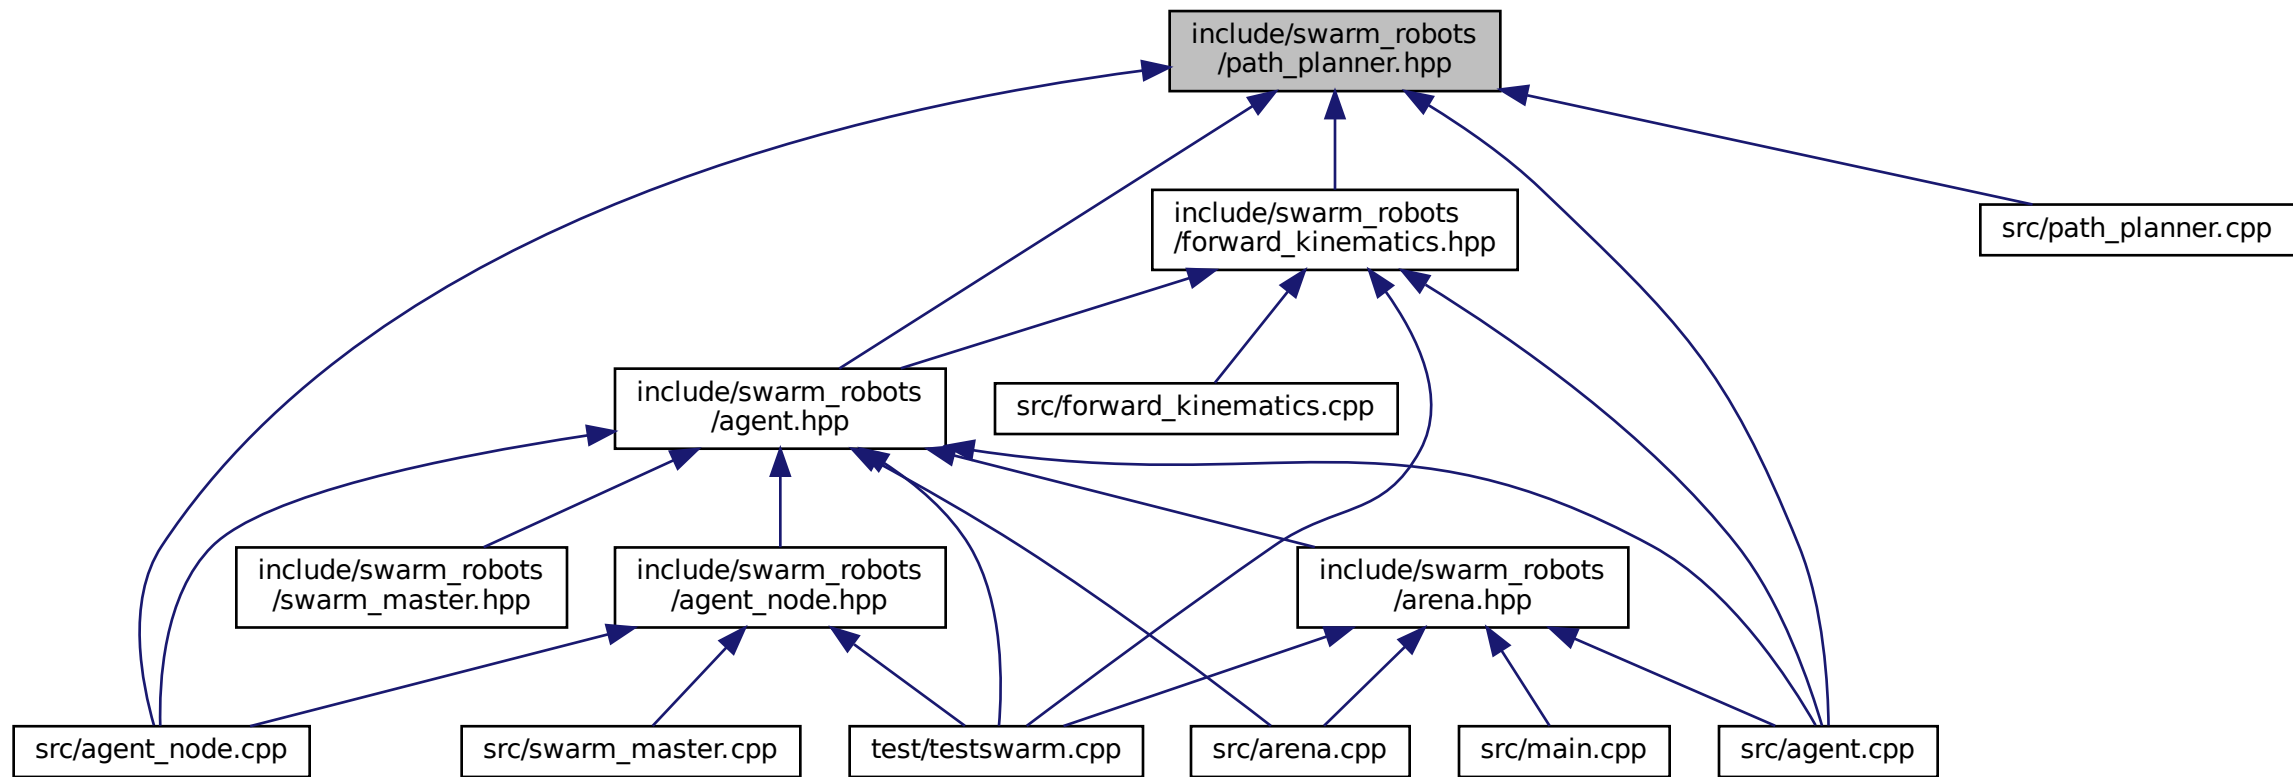 include/swarm_robots
/path_planner.hpp
include/swarm_robots
/forward_kinematics.hpp
src/path_planner.cpp
include/swarm_robots
/agent.hpp
src/forward_kinematics.cpp
include/swarm_robots
/swarm_master.hpp
include/swarm_robots
/agent_node.hpp
include/swarm_robots
/arena.hpp
src/agent_node.cpp
src/swarm_master.cpp
test/testswarm.cpp
src/arena.cpp
src/main.cpp
src/agent.cpp